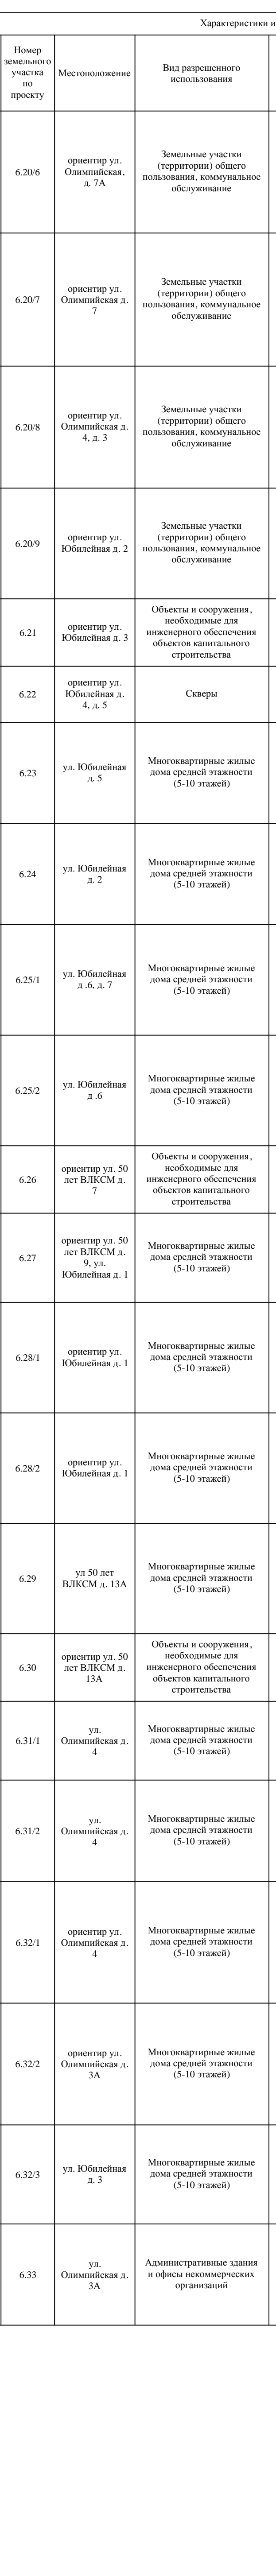 Характеристики и
Номер
земельного
участка
по
проекту
Местоположение
Вид разрешенного
использования
6.20/6
ориентир ул.
Олимпийская,
д. 7А
Земельные участки
(территории) общего
пользования, коммунальное
обслуживание
6.20/7
ориентир ул.
Олимпийская д.
7
Земельные участки
(территории) общего
пользования, коммунальное
обслуживание
6.20/8
ориентир ул.
Олимпийская д.
4, д. 3
Земельные участки
(территории) общего
пользования, коммунальное
обслуживание
6.20/9
ориентир ул.
Юбилейная д. 2
Земельные участки
(территории) общего
пользования, коммунальное
обслуживание
6.21
ориентир ул.
Юбилейная д. 3
Объекты и сооружения,
необходимые для
инженерного обеспечения
объектов капитального
строительства
6.22
ориентир ул.
Юбилейная д.
4, д. 5
Скверы
6.23
ул. Юбилейная
д. 5
Многоквартирные жилые
дома средней этажности
(5-10 этажей)
6.24
ул. Юбилейная
д. 2
Многоквартирные жилые
дома средней этажности
(5-10 этажей)
6.25/1
ул. Юбилейная
д .6, д. 7
Многоквартирные жилые
дома средней этажности
(5-10 этажей)
6.25/2
ул. Юбилейная
д .6
Многоквартирные жилые
дома средней этажности
(5-10 этажей)
6.26
ориентир ул. 50
лет ВЛКСМ д.
7
Объекты и сооружения,
необходимые для
инженерного обеспечения
объектов капитального
строительства
6.27
ориентир ул. 50
лет ВЛКСМ д.
9, ул.
Юбилейная д. 1
Многоквартирные жилые
дома средней этажности
(5-10 этажей)
6.28/1
ориентир ул.
Юбилейная д. 1
Многоквартирные жилые
дома средней этажности
(5-10 этажей)
6.28/2
ориентир ул.
Юбилейная д. 1
Многоквартирные жилые
дома средней этажности
(5-10 этажей)
6.29
ул 50 лет
ВЛКСМ д. 13А
Многоквартирные жилые
дома средней этажности
(5-10 этажей)
6.30
ориентир ул. 50
лет ВЛКСМ д.
13А
Объекты и сооружения,
необходимые для
инженерного обеспечения
объектов капитального
строительства
6.31/1
ул.
Олимпийская д.
4
Многоквартирные жилые
дома средней этажности
(5-10 этажей)
6.31/2
ул.
Олимпийская д.
4
Многоквартирные жилые
дома средней этажности
(5-10 этажей)
6.32/1
ориентир ул.
Олимпийская д.
4
Многоквартирные жилые
дома средней этажности
(5-10 этажей)
6.32/2
ориентир ул.
Олимпийская д.
3А
Многоквартирные жилые
дома средней этажности
(5-10 этажей)
6.32/3
ул. Юбилейная
д. 3
Многоквартирные жилые
дома средней этажности
(5-10 этажей)
6.33
ул.
Олимпийская д.
3А
Административные здания
и офисы некоммерческих
организаций